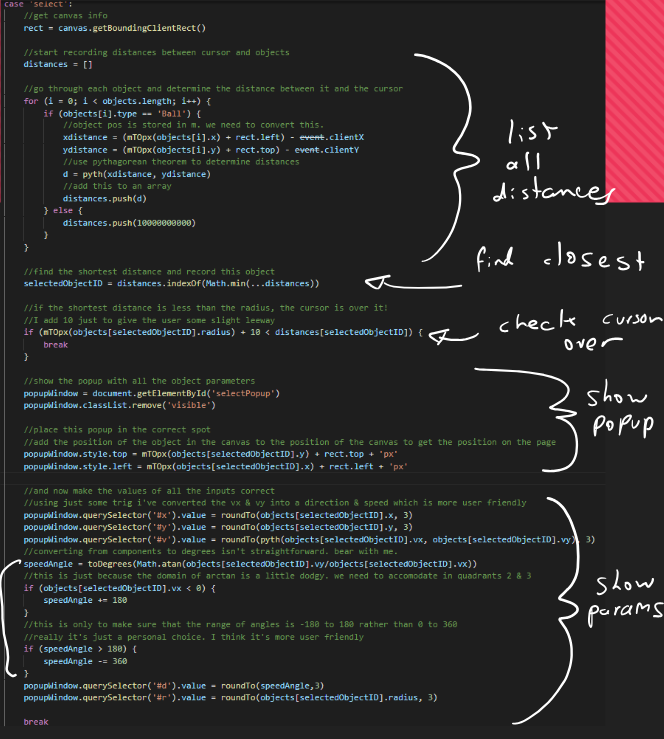 case 'select':
//get canvas info
rect = canvas.getBoundingClientRect()
//start recording distances between cursor and objects
distances = []
//go through each object and determine the distance between it and the cursor
for (i = 0; i < objects.length; i++) {
if (objects[i].type == 'Ball') {
//object pos is stored in m. we need to convert this.
xdistance = (mTOpx(objects[i].x) + rect.left) - event.clientX
ydistance = (mTOpx(objects[i].y) + rect.top) - event.clientY
//use pythagorean theorem to determine distances
d = pyth(xdistance, ydistance)
//add this to an array
distances.push(d)
} else {
distances.push(10000000000)
}
}
list
all
distances
//find the shortest distance and record this object
selectedObjectID = distances.indexOf(Math.min(...distances))
find closest
//if the shortest distance is less than the radius, the cursor is over it!
//I add 10 just to give the user some slight leeway
if (mTOpx(objects[selectedObjectID].radius) + 10 < distances[selectedObjectID]) {
break
}
check cursor
over
//show the popup with all the object parameters
popupWindow = document.getElementById('selectPopup')
popupWindow.classList.remove('visible')
//place this popup in the correct spot
//add the position of the object in the canvas to the position of the canvas to get the position on the page
popupWindow.style.top = mTOpx(objects[selectedObjectID].y) + rect.top + 'px'
popupWindow.style.left = mTOpx(objects[selectedObjectID].x) + rect.left + 'px'
show
popup
//and now make the values of all the inputs correct
//using just some trig i've converted the vx & vy into a direction & speed which is more user friendly
popupWindow.querySelector('#x').value = roundTo(objects[selectedObjectID].x, 3)
popupWindow.querySelector('#y').value = roundTo(objects[selectedObjectID].y, 3)
popupWindow.querySelector('#v').value = roundTo(pyth(objects[selectedObjectID].vx, objects[selectedObjectID].vy), 3)
//converting from components to degrees isn't straightforward. bear with me.
speedAngle = toDegrees(Math.atan(objects[selectedObjectID].vy/objects[selectedObjectID].vx))
//this is just because the domain of arctan is a little dodgy. we need to accomodate in quadrants 2 & 3
if (objects[selectedObjectID].vx < 0) {
speedAngle += 180
}
//this is only to make sure that the range of angles is -180 to 180 rather than 0 to 360
//really it's just a personal choice. I think it's more user friendly
if (speedAngle > 180) {
speedAngle -= 360
}
popupWindow.querySelector('#d').value = roundTo(speedAngle,3)
popupWindow.querySelector('#r').value = roundTo(objects[selectedObjectID].radius, 3)
break
show
params